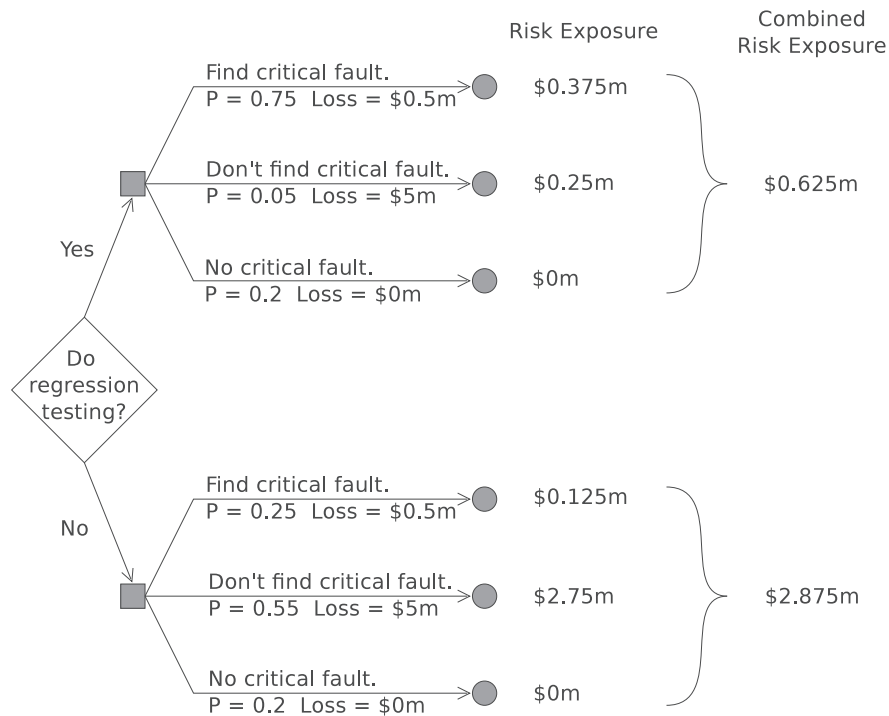 Risk Exposure
Combined
Risk Exposure
Find critical fault.
P = 0.75 Loss = $0.5m
$0.375m
Don't find critical fault.
P = 0.05 Loss = $5m
$0.25m
$0.625m
Yes
No critical fault.
P = 0.2 Loss = $0m
$0m
Do
regression
testing?
No
Find critical fault.
P = 0.25 Loss = $0.5m
$0.125m
Don't find critical fault.
P = 0.55 Loss = $5m
$2.75m
$2.875m
No critical fault.
P = 0.2 Loss = $0m
$0m